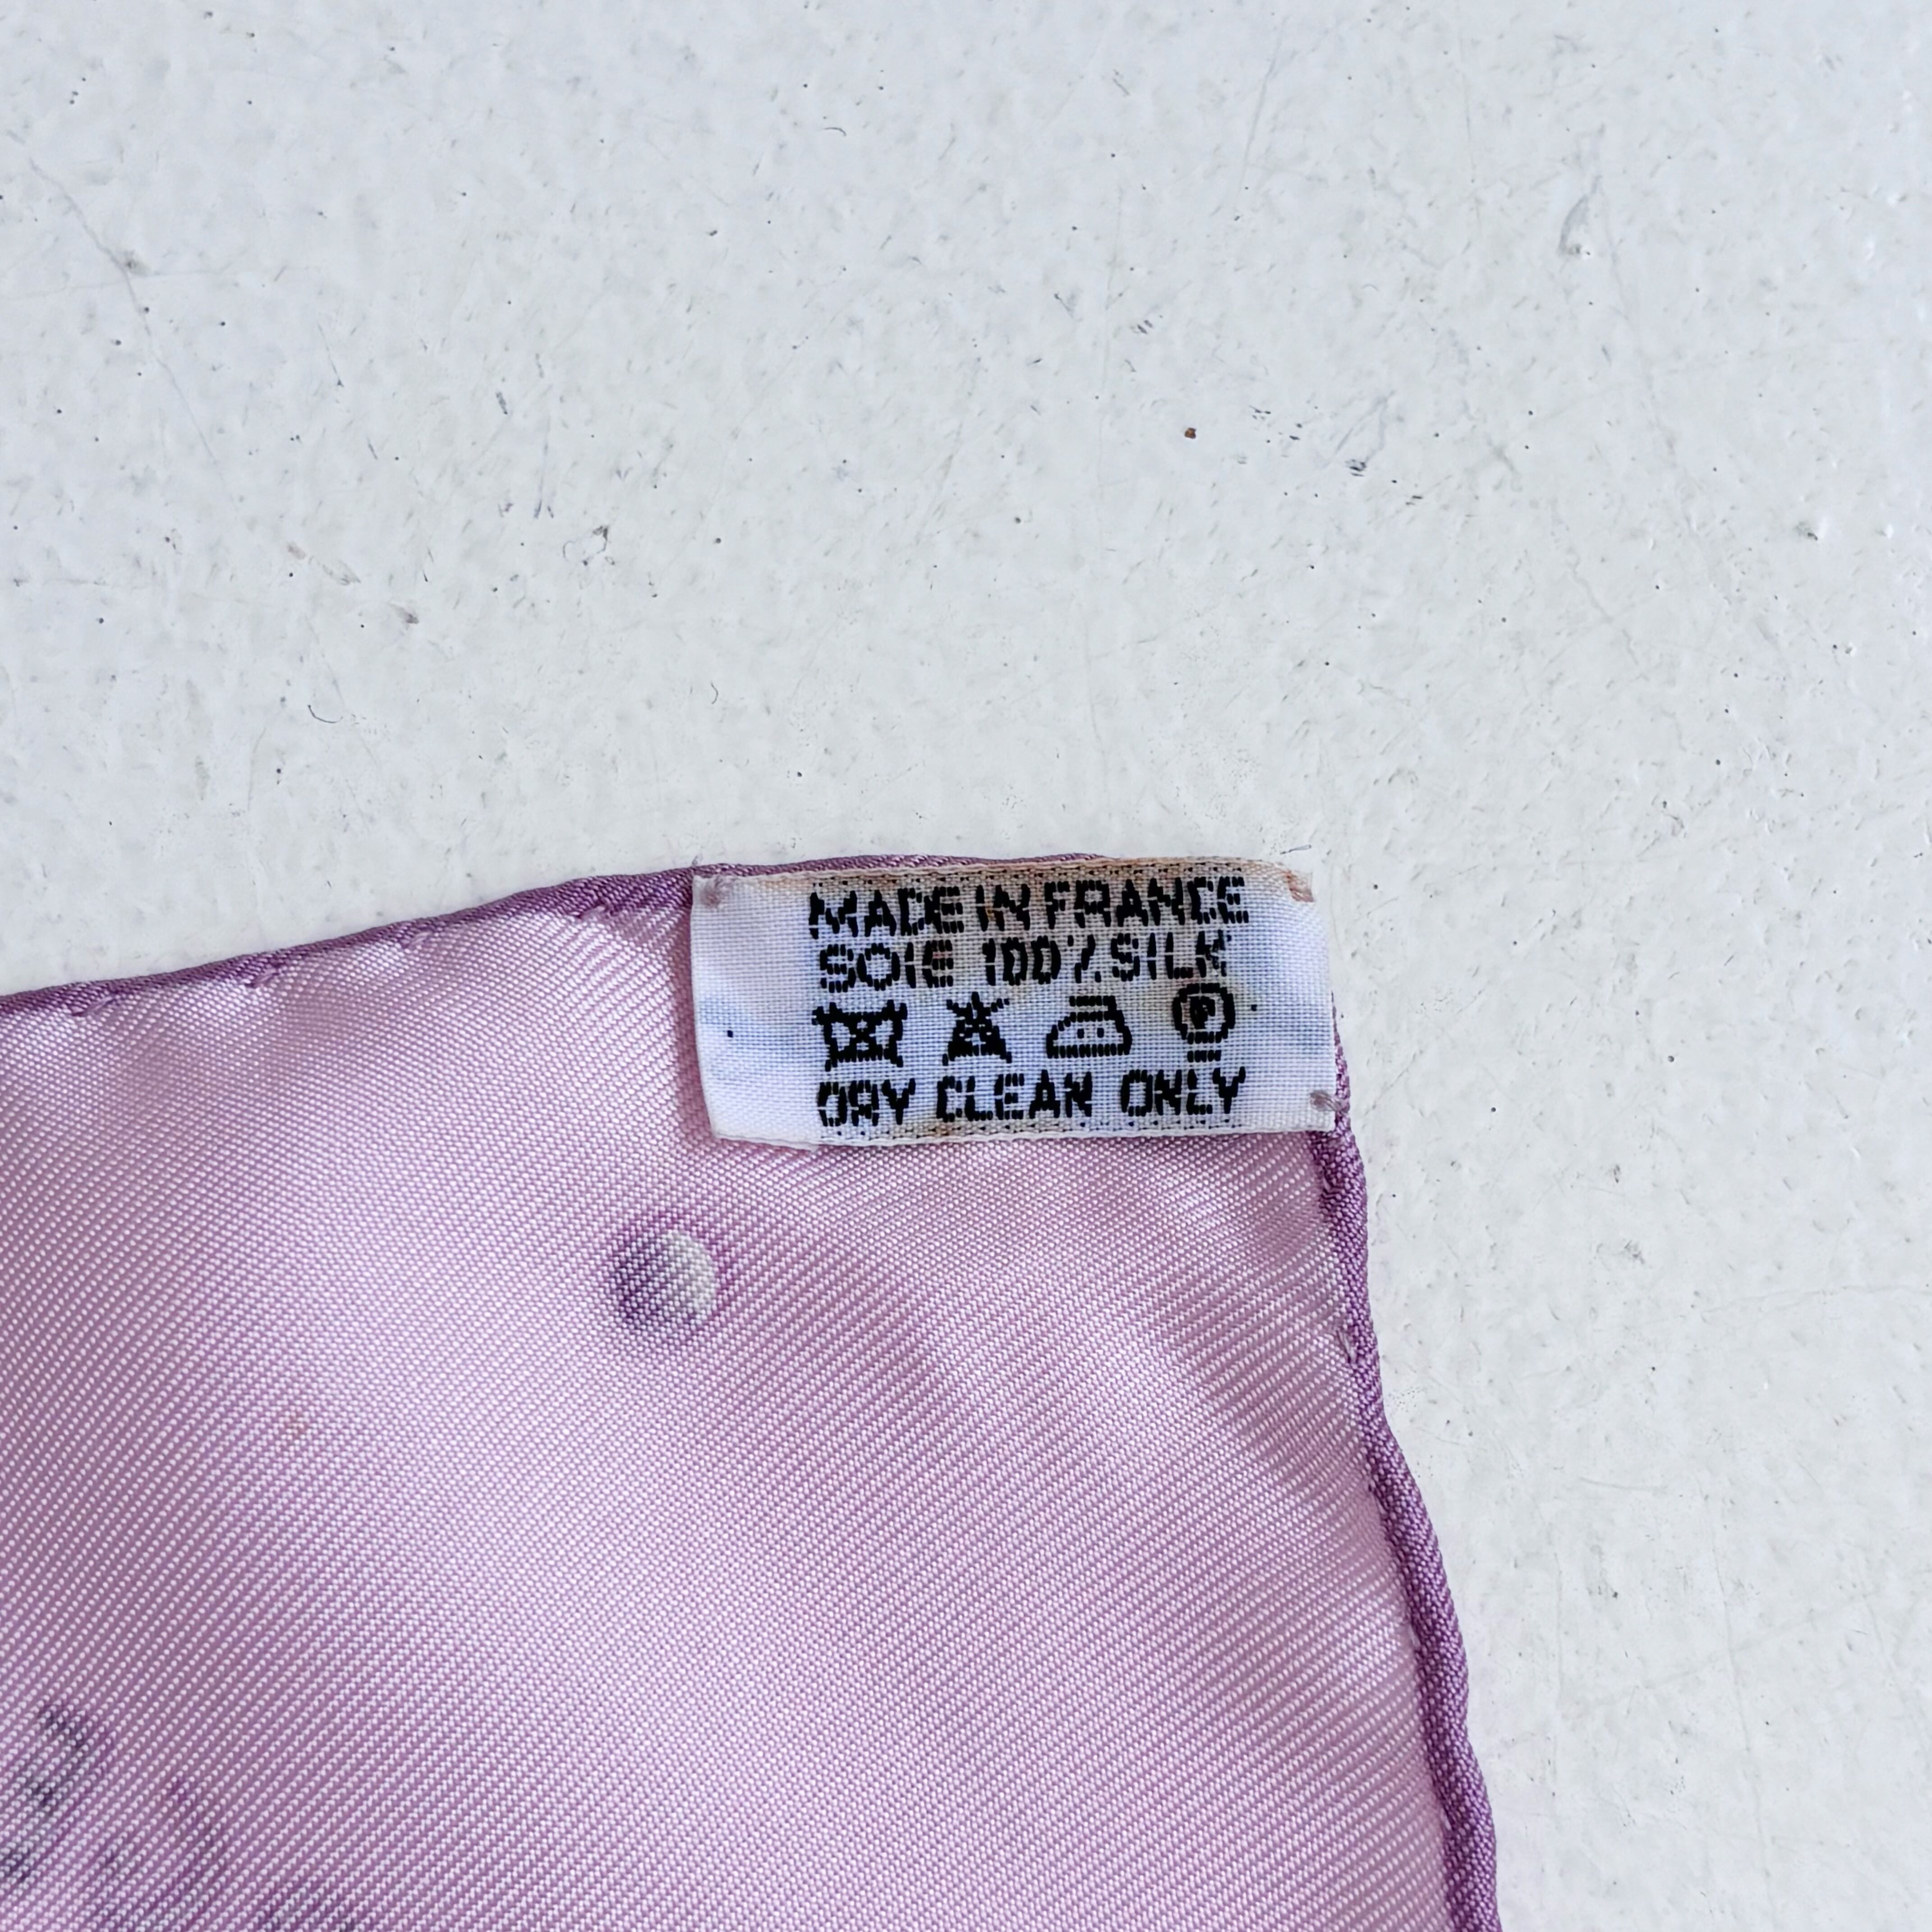 MADE IN FRANCE
SOIE 100% SILK
P
DRY CLEAN ONLY